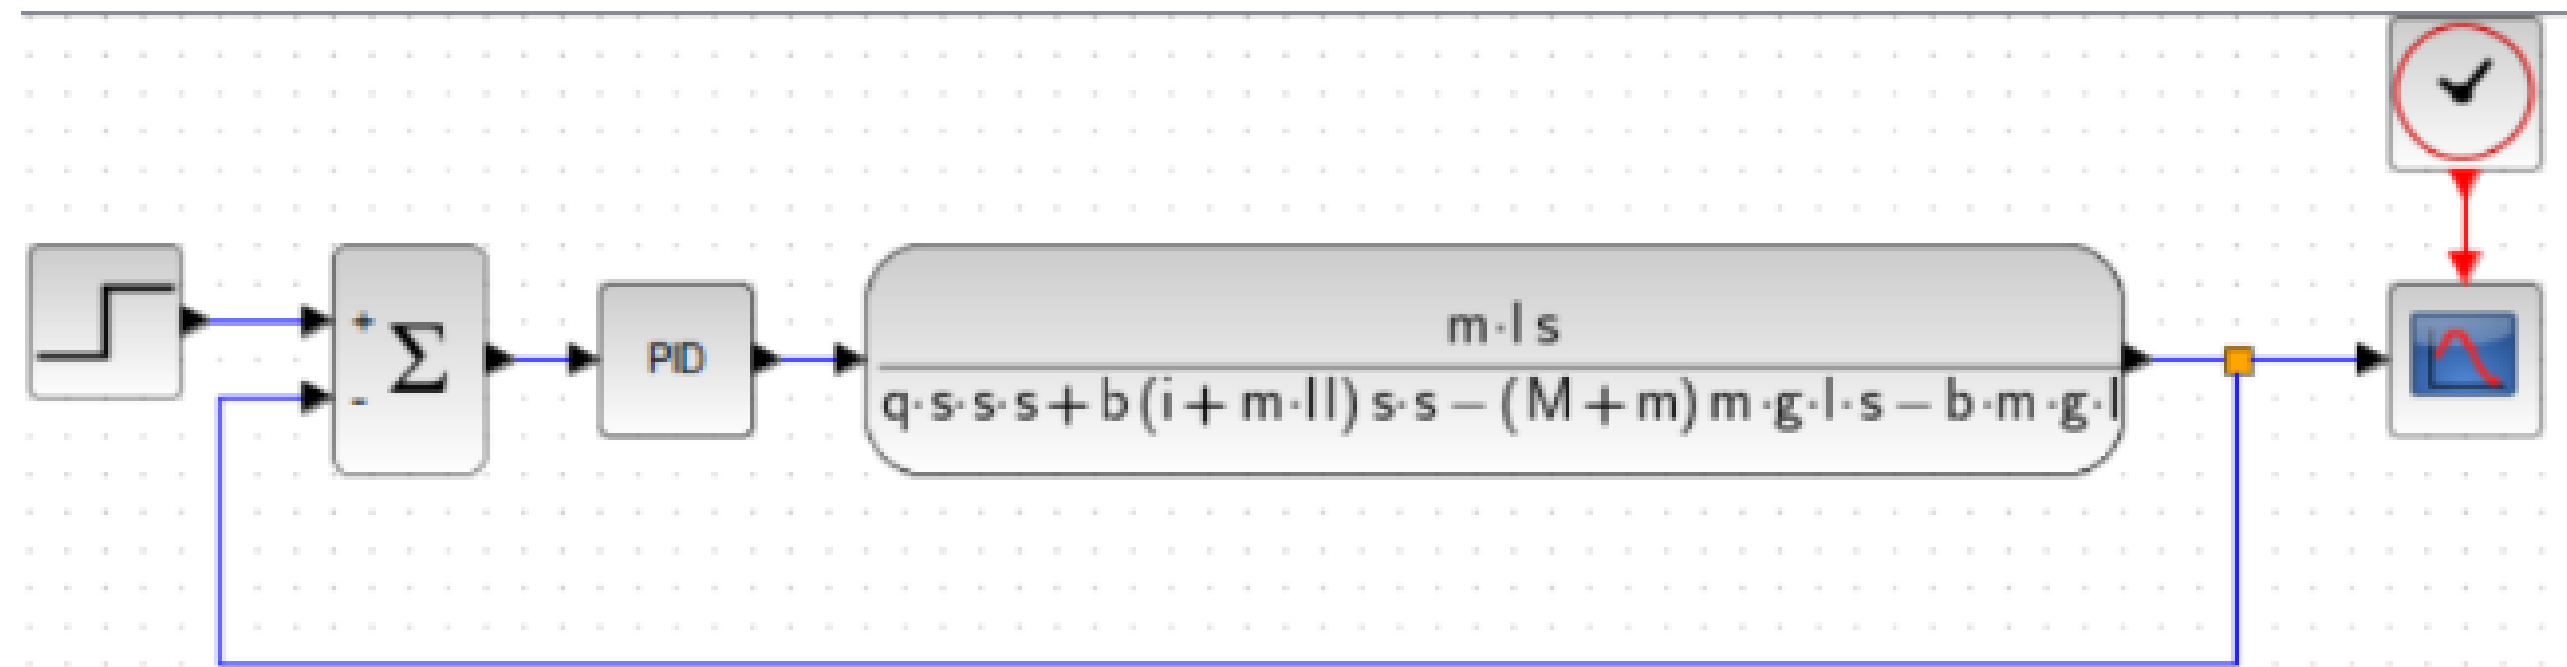 +
Σ
-
PID
m·l s
q·s·s·s+b(i+m·ll)s·s−(M+m)m·g·l·s−b·m·g·l